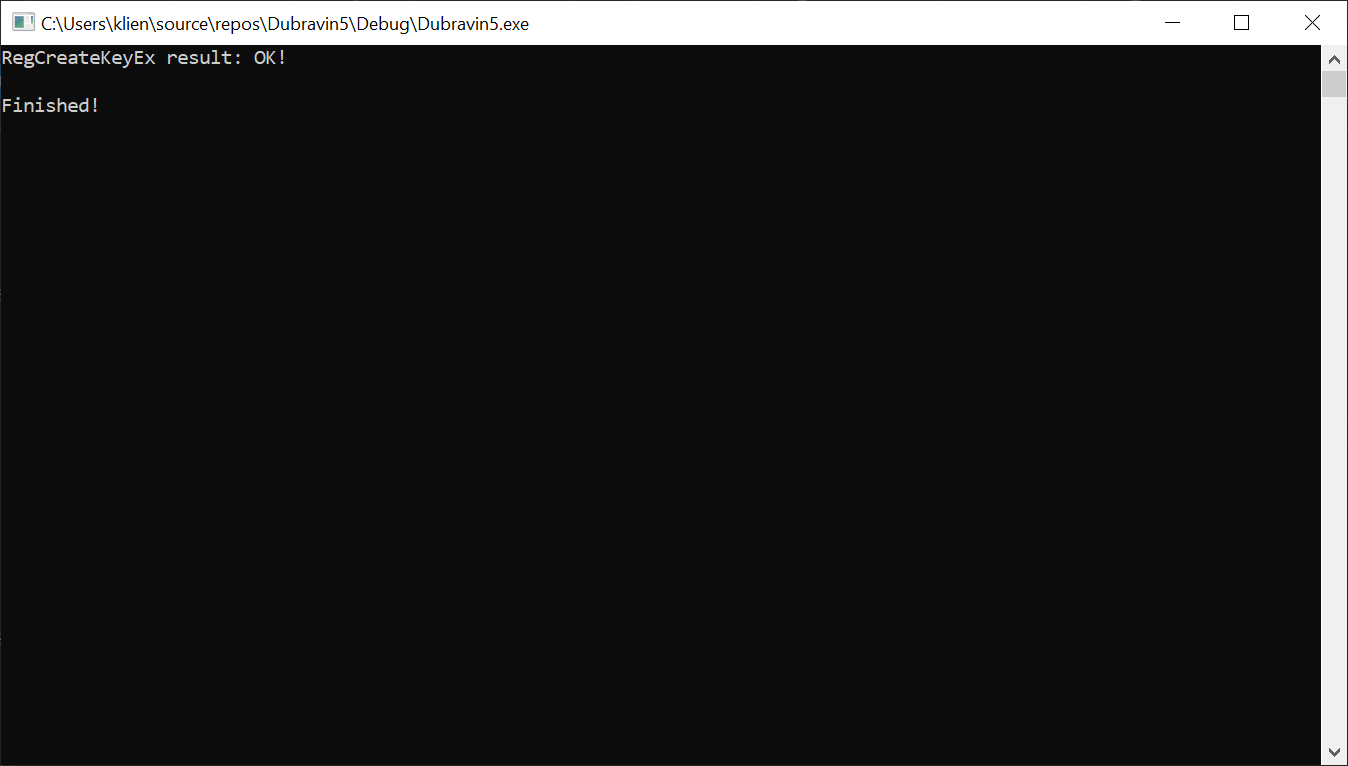 C:\Users\klien\source\repos\Dubravin5\Debug\Dubravin5.exe
RegCreateKeyEx result: OK!
Finished!